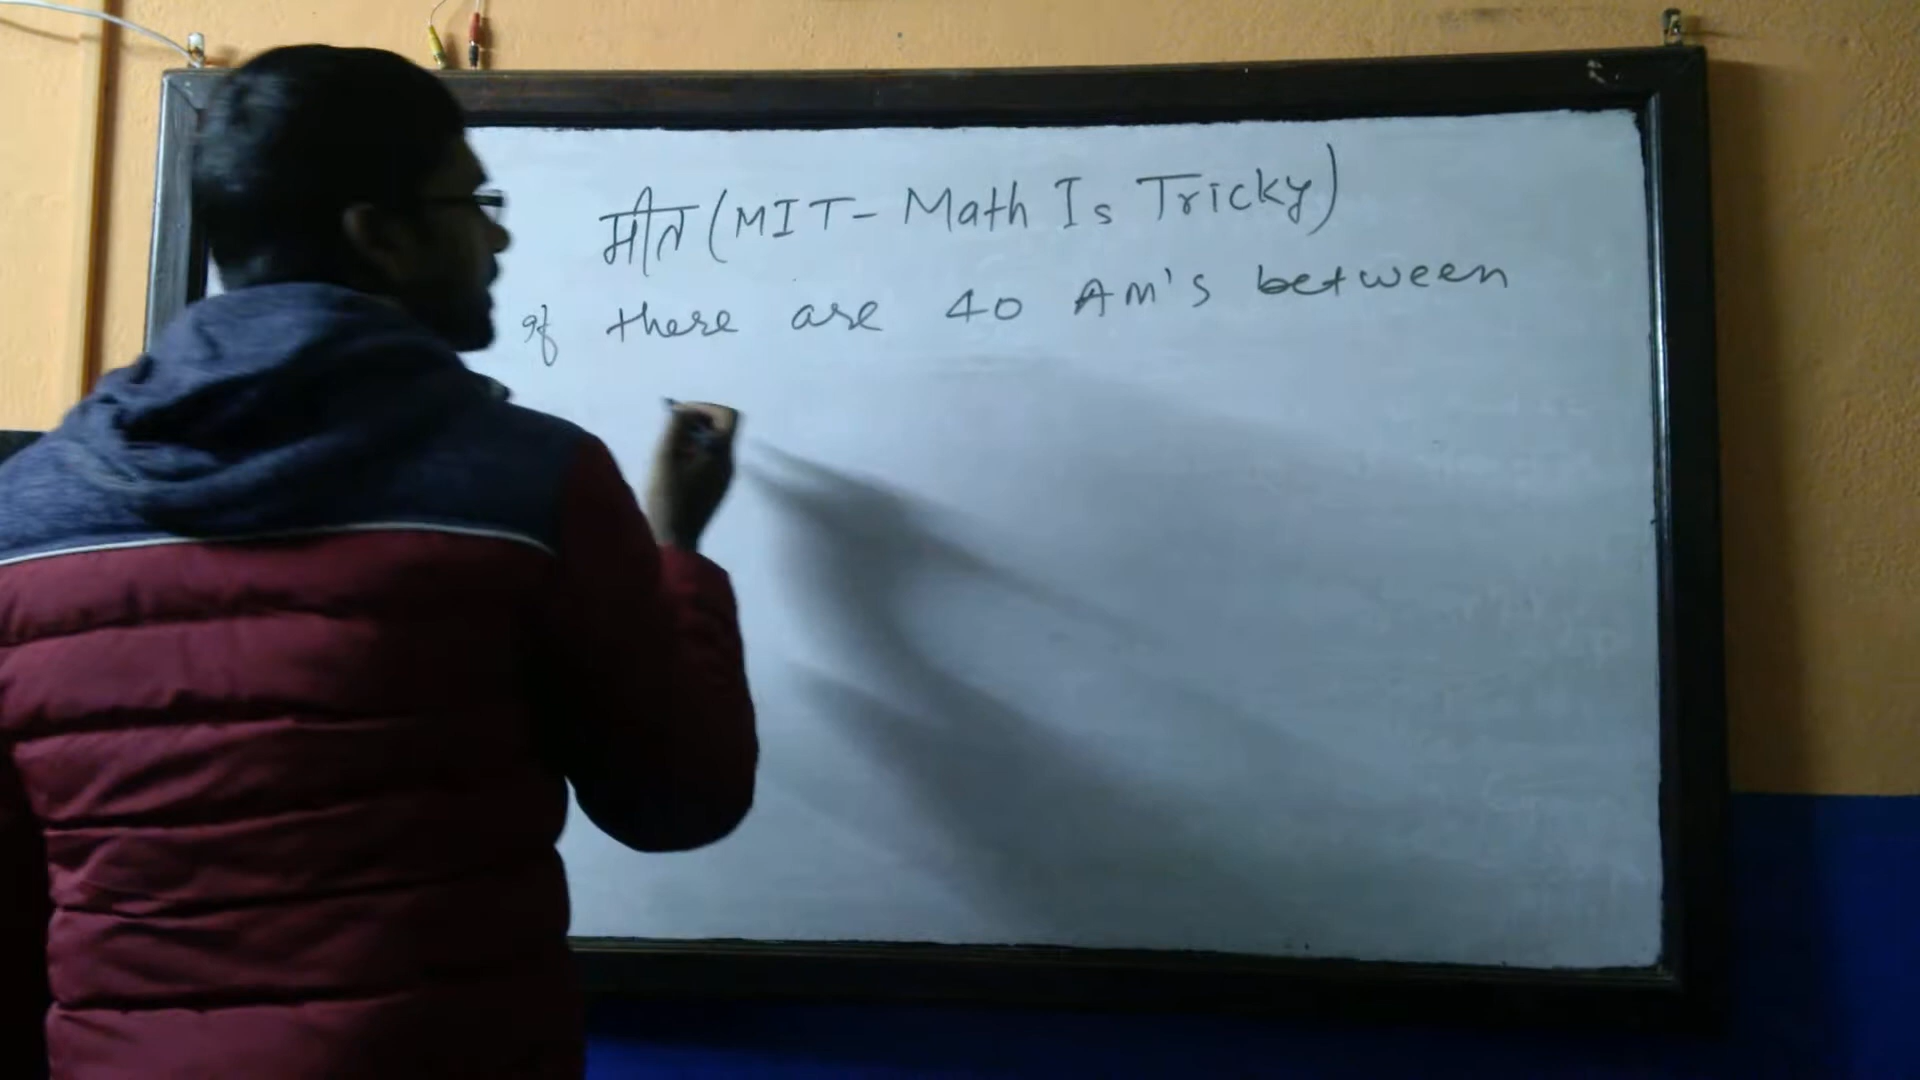 मीत (MIT- Math Is Tricky)
If there are 40 AM's between